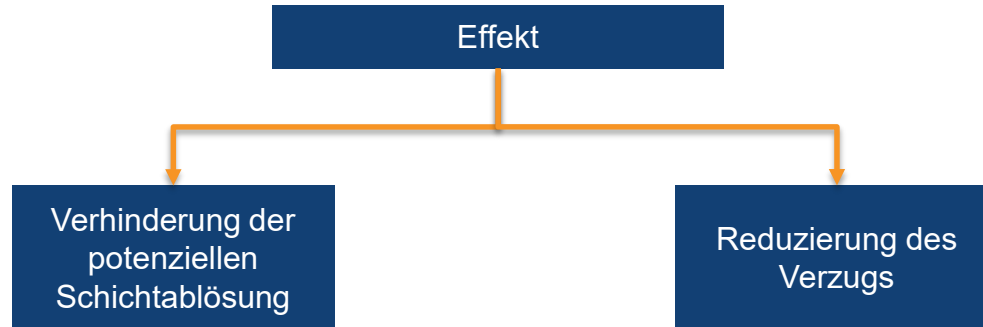 Effekt
Verhinderung der
potenziellen
Schichtablösung
Reduzierung des
Verzugs